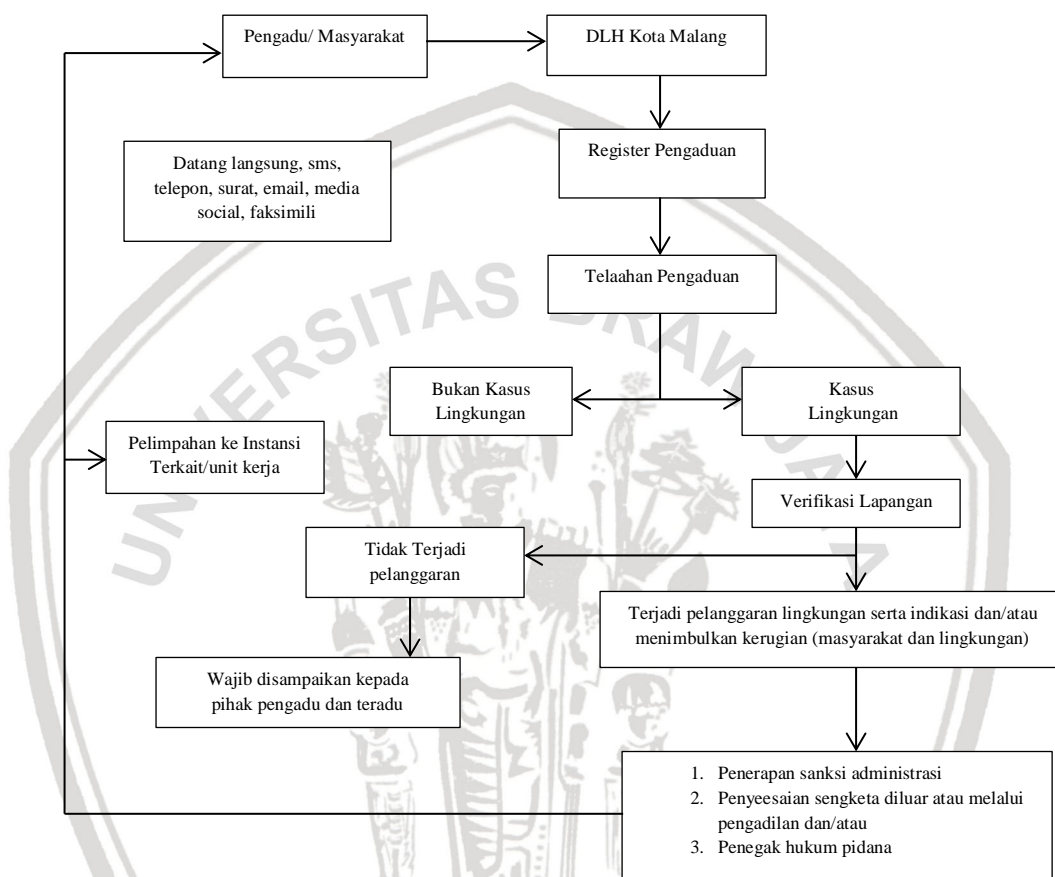 Pengadu/ Masyarakat
DLH Kota Malang
Register Pengaduan
Datang langsung, sms,
telepon, surat, email, media
social, faksimili
Telaahan Pengaduan
Bukan Kasus
Lingkungan
Kasus
Lingkungan
Pelimpahan ke Instansi
Terkait/unit kerja
Verifikasi Lapangan
Tidak Terjadi
pelanggaran
Terjadi pelanggaran lingkungan serta indikasi dan/atau
menimbulkan kerugian (masyarakat dan lingkungan)
Wajib disampaikan kepada
pihak pengadu dan teradu
1. Penerapan sanksi administrasi
2. Penyeesaian sengketa diluar atau melalui
pengadilan dan/atau
3. Penegak hukum pidana
UNIVERSITAS BRAWIJAYA